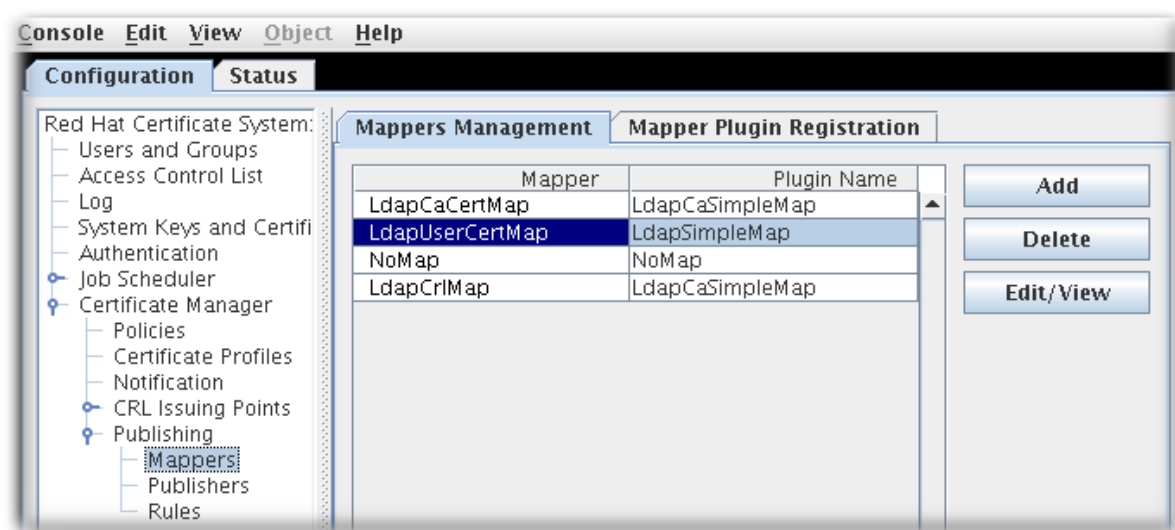 Console Edit View Object Help
Configuration Status
Red Hat Certificate System:
Users and Groups
Access Control List
Log
System Keys and Certifi
Authentication
Job Scheduler
Certificate Manager
Policies
Certificate Profiles
Notification
CRL Issuing Points
Publishing
Mappers
Publishers
Rules
Mappers Management Mapper Plugin Registration
Mapper Plugin Name
LdapCaCertMap LdapCaSimpleMap
LdapUserCertMap LdapSimpleMap
NoMap NoMap
LdapCrlMap LdapCaSimpleMap
Add
Delete
Edit/View